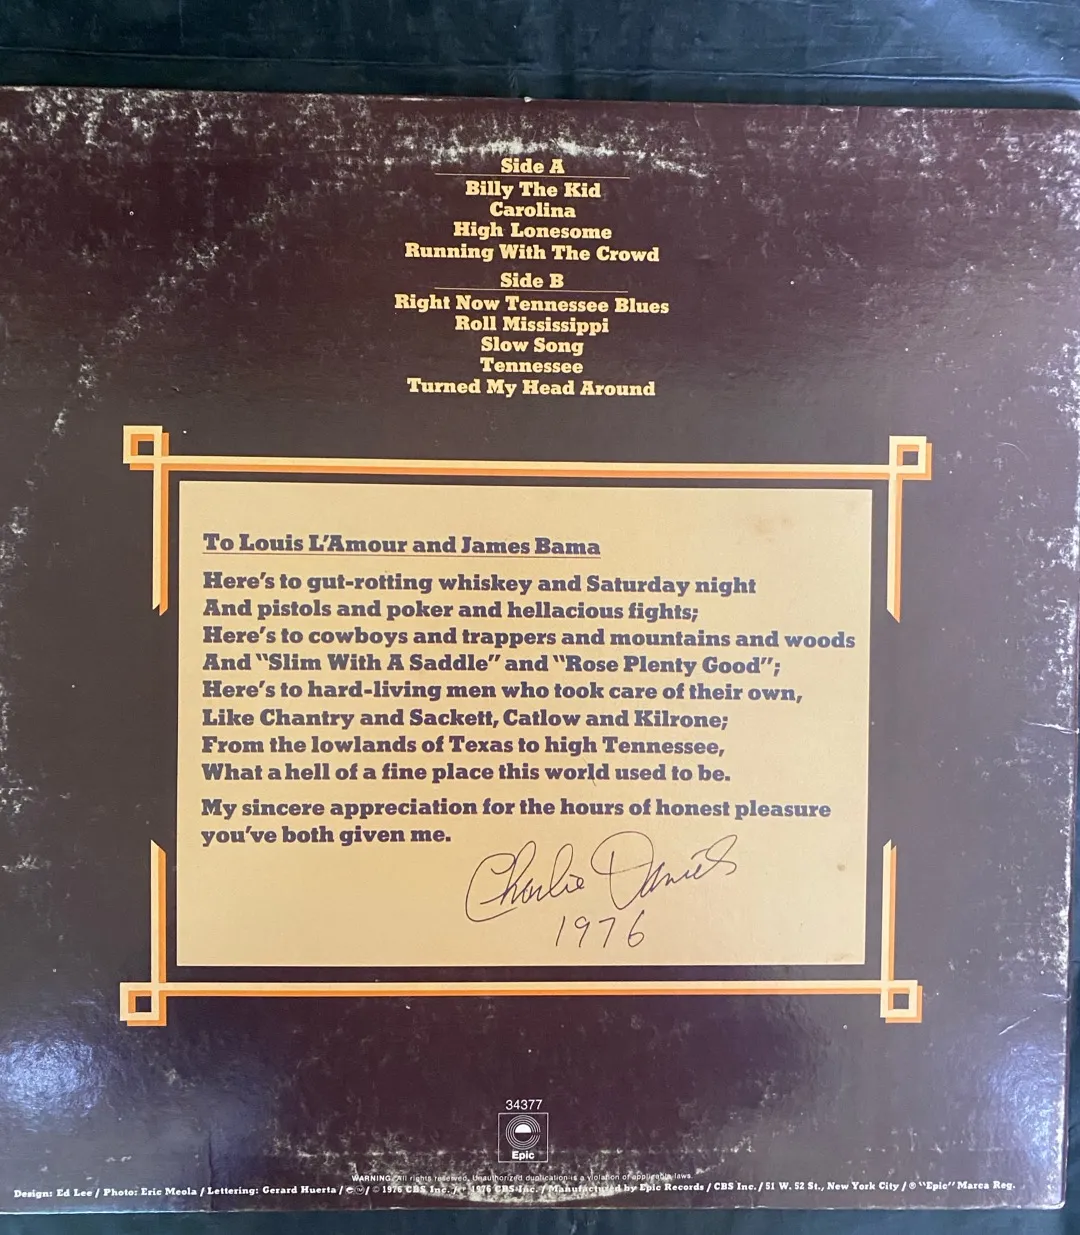 Side A
Billy The Kid
Carolina
High Lonesome
Running With The Crowd
Side B
Right Now Tennessee Blues
Roll Mississippi
Slow Song
Tennessee
Turned My Head Around
To Louis L'Amour and James Bama
Here's to gut-rotting whiskey and Saturday night
And pistols and poker and hellacious fights;
Here's to cowboys and trappers and mountains and woods
And "Slim With A Saddle" and "Rose Plenty Good";
Here's to hard-living men who took care of their own,
Like Chantry and Sackett, Catlow and Kilrone;
From the lowlands of Texas to high Tennessee,
What a hell of a fine place this world used to be.
My sincere appreciation for the hours of honest pleasure
you've both given me.
Charlie Daniels
1976
34377
Epic
WARNING: All rights reserved. Unauthorized duplication is a violation of applicable laws.
Design: Ed Lee / Photo: Eric Meola / Lettering: Gerard Huerta / © 1976 CBS Inc. / 1976 CBS Inc. / Manufactured by Epic Records / CBS Inc. / 51 W. 52 St., New York City / ® "Epic" Marca Reg.